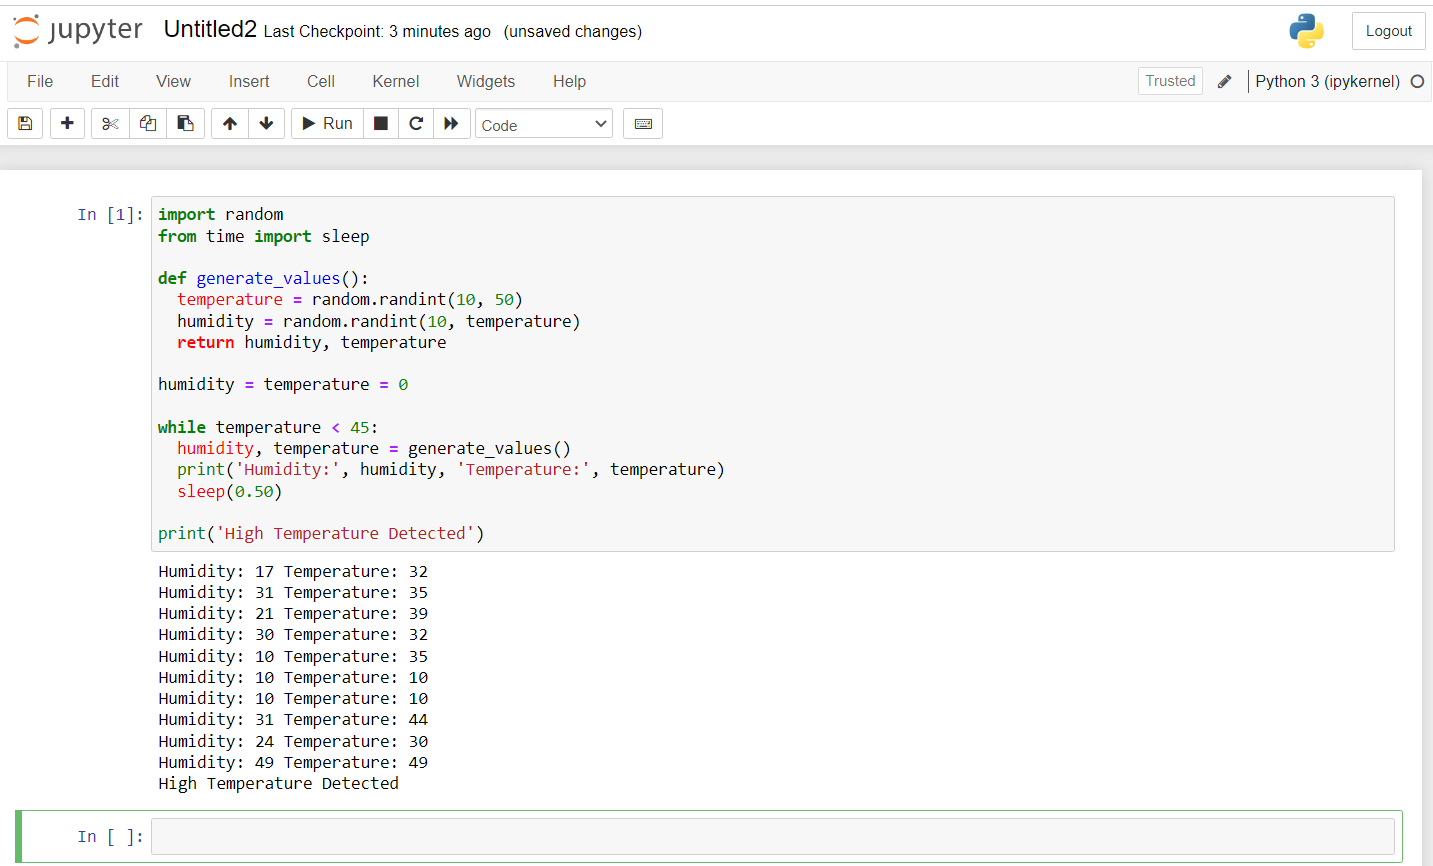 jupyter Untitled2 Last Checkpoint: 3 minutes ago (unsaved changes) Logout
File Edit View Insert Cell Kernel Widgets Help Trusted Python 3 (ipykernel)
Run Code
In [1]: import random
from time import sleep
def generate_values():
  temperature = random.randint(10, 50)
  humidity = random.randint(10, temperature)
  return humidity, temperature
humidity = temperature = 0
while temperature < 45:
  humidity, temperature = generate_values()
  print('Humidity:', humidity, 'Temperature:', temperature)
  sleep(0.50)
print('High Temperature Detected')
Humidity: 17 Temperature: 32
Humidity: 31 Temperature: 35
Humidity: 21 Temperature: 39
Humidity: 30 Temperature: 32
Humidity: 10 Temperature: 35
Humidity: 10 Temperature: 10
Humidity: 10 Temperature: 10
Humidity: 31 Temperature: 44
Humidity: 24 Temperature: 30
Humidity: 49 Temperature: 49
High Temperature Detected
In [ ]: